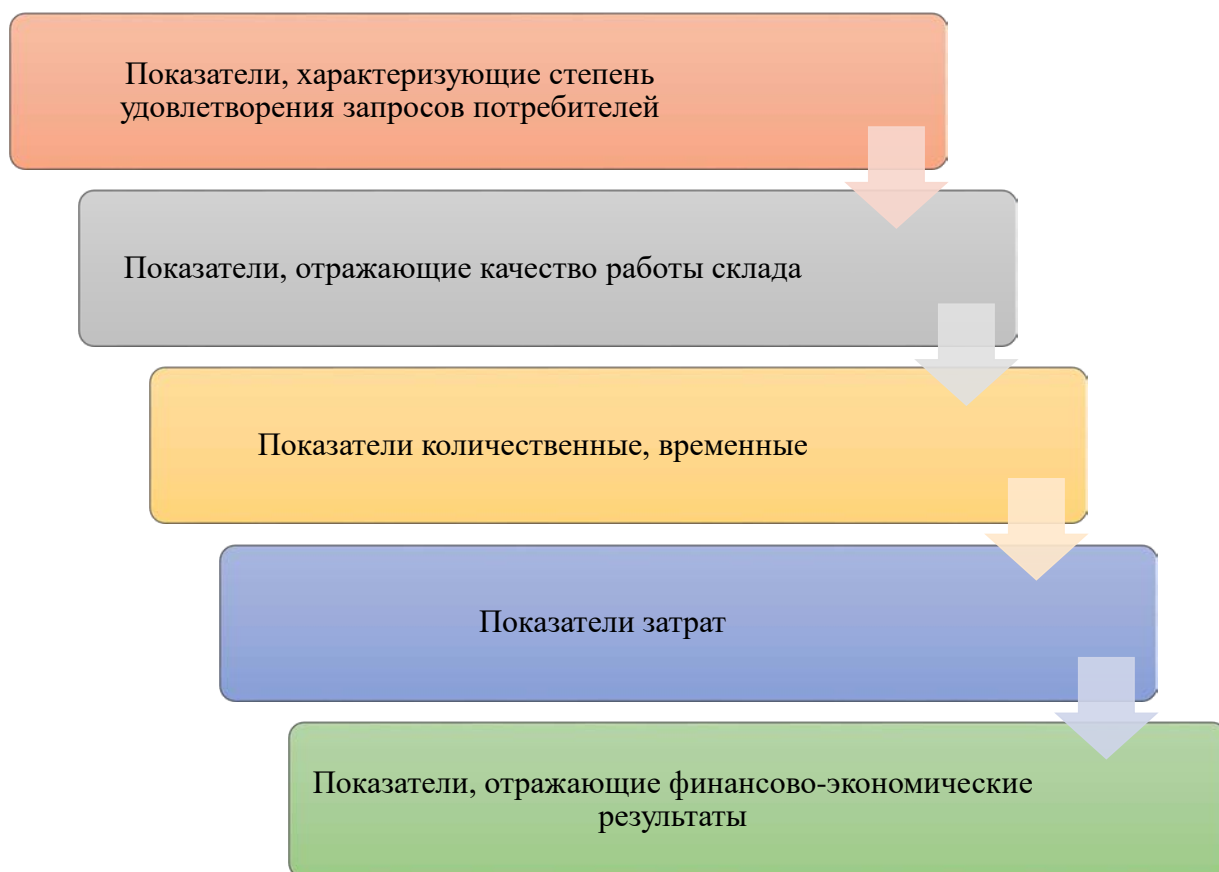 Показатели, характеризующие степень
удовлетворения запросов потребителей
Показатели, отражающие качество работы склада
Показатели количественные, временные
Показатели затрат
Показатели, отражающие финансово-экономические
результаты